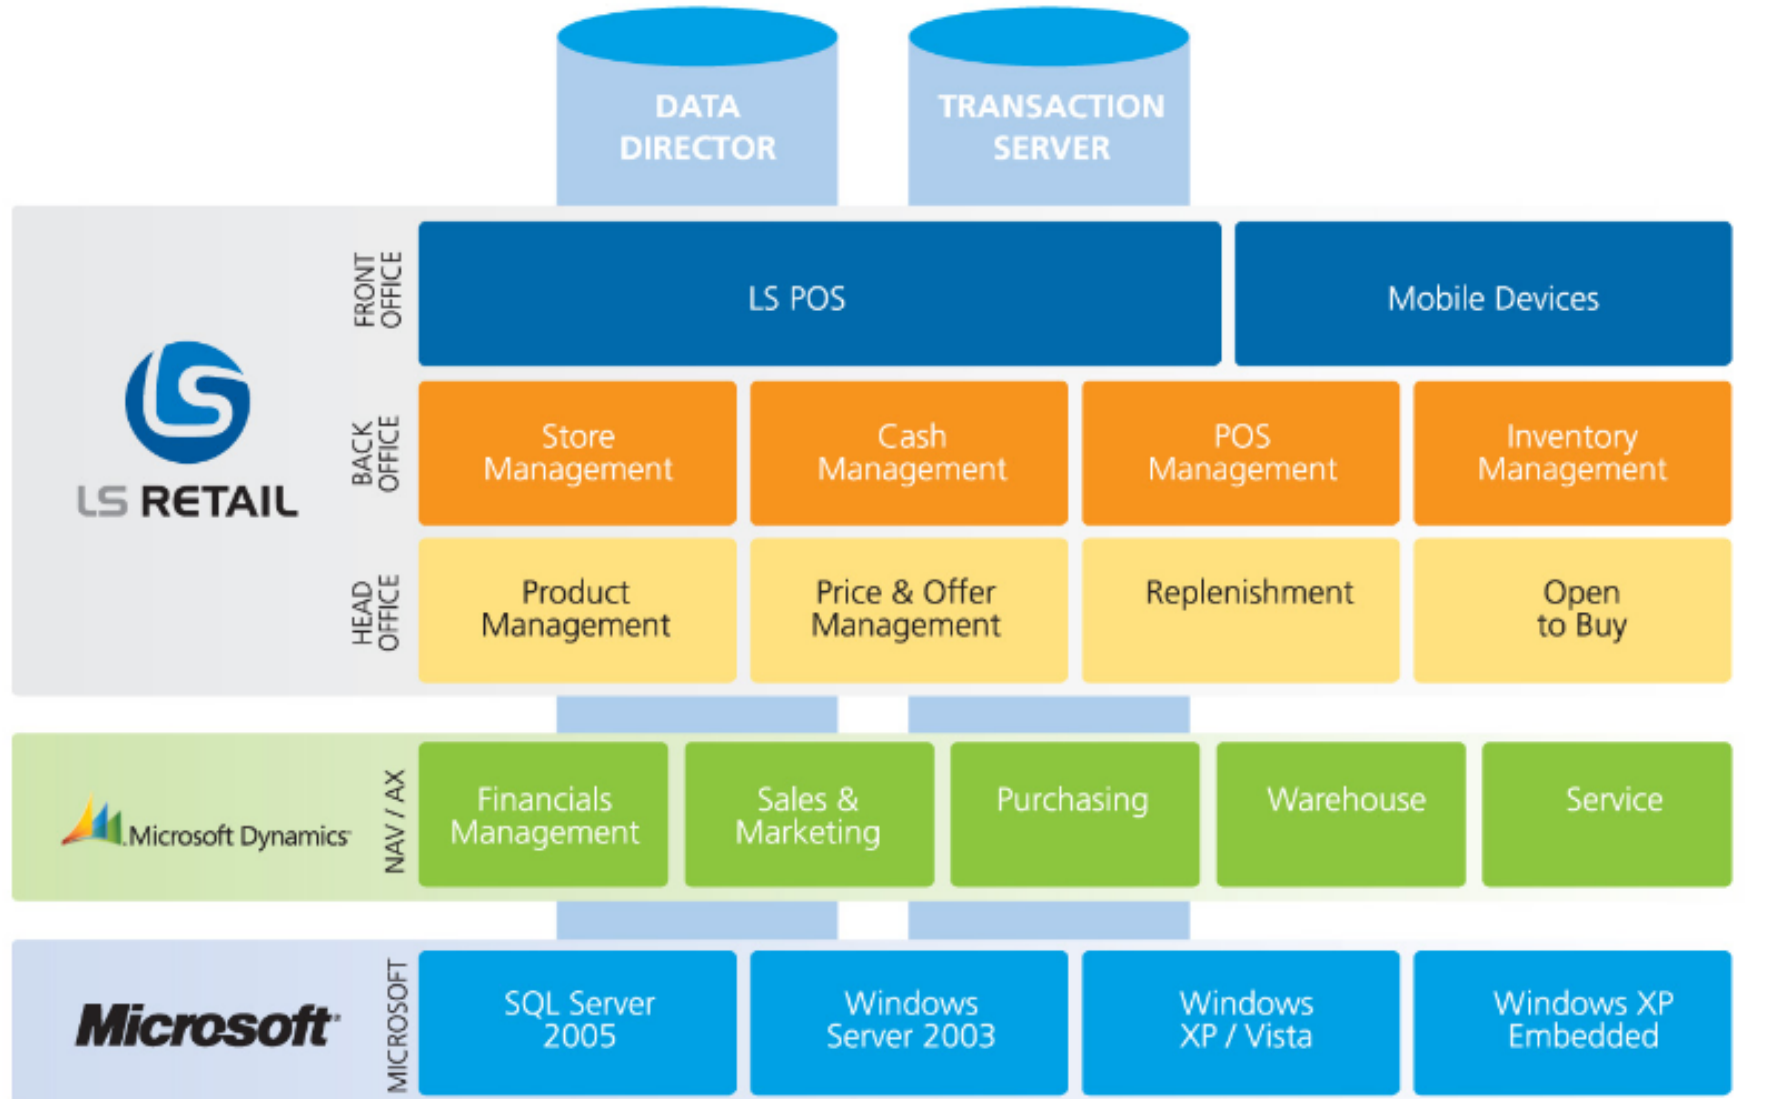 DATA
DIRECTOR
TRANSACTION
SERVER
FRONT
OFFICE
LS POS
Mobile Devices
LS RETAIL
BACK
OFFICE
Store
Management
Cash
Management
POS
Management
Inventory
Management
HEAD
OFFICE
Product
Management
Price & Offer
Management
Replenishment
Open
to Buy
Microsoft Dynamics
NAV / AX
Financials
Management
Sales &
Marketing
Purchasing
Warehouse
Service
Microsoft
MICROSOFT
SQL Server
2005
Windows
Server 2003
Windows
XP / Vista
Windows XP
Embedded